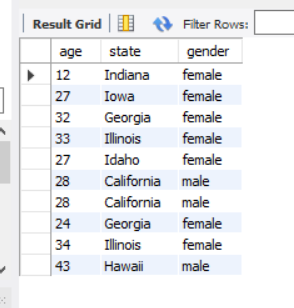 Result Grid Filter Rows:
age state gender
12 Indiana female
27 Iowa female
32 Georgia female
33 Illinois female
27 Idaho female
28 California male
28 California male
24 Georgia female
34 Illinois female
43 Hawaii male